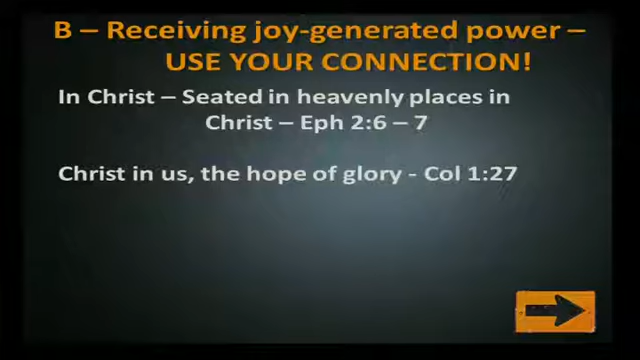 B – Receiving joy-generated power –
USE YOUR CONNECTION!
In Christ – Seated in heavenly places in
Christ – Eph 2:6 – 7
Christ in us, the hope of glory - Col 1:27